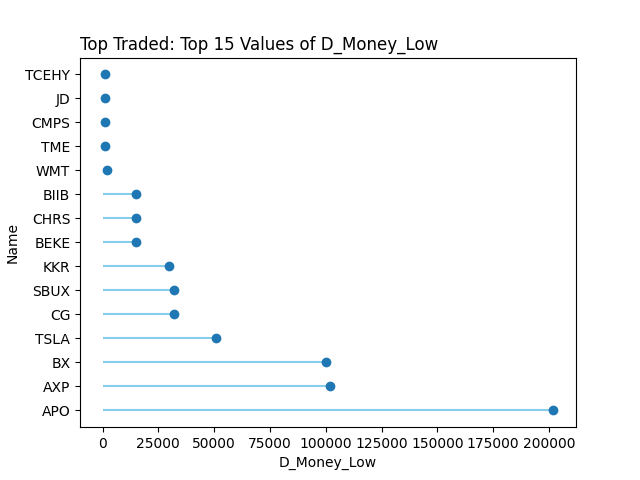 Top Traded: Top 15 Values of D_Money_Low
TCEHY
JD
CMPS
TME
WMT
BIIB
CHRS
BEKE
KKR
SBUX
CG
TSLA
BX
AXP
APO
Name
0 25000 50000 75000 100000 125000 150000 175000 200000
D_Money_Low